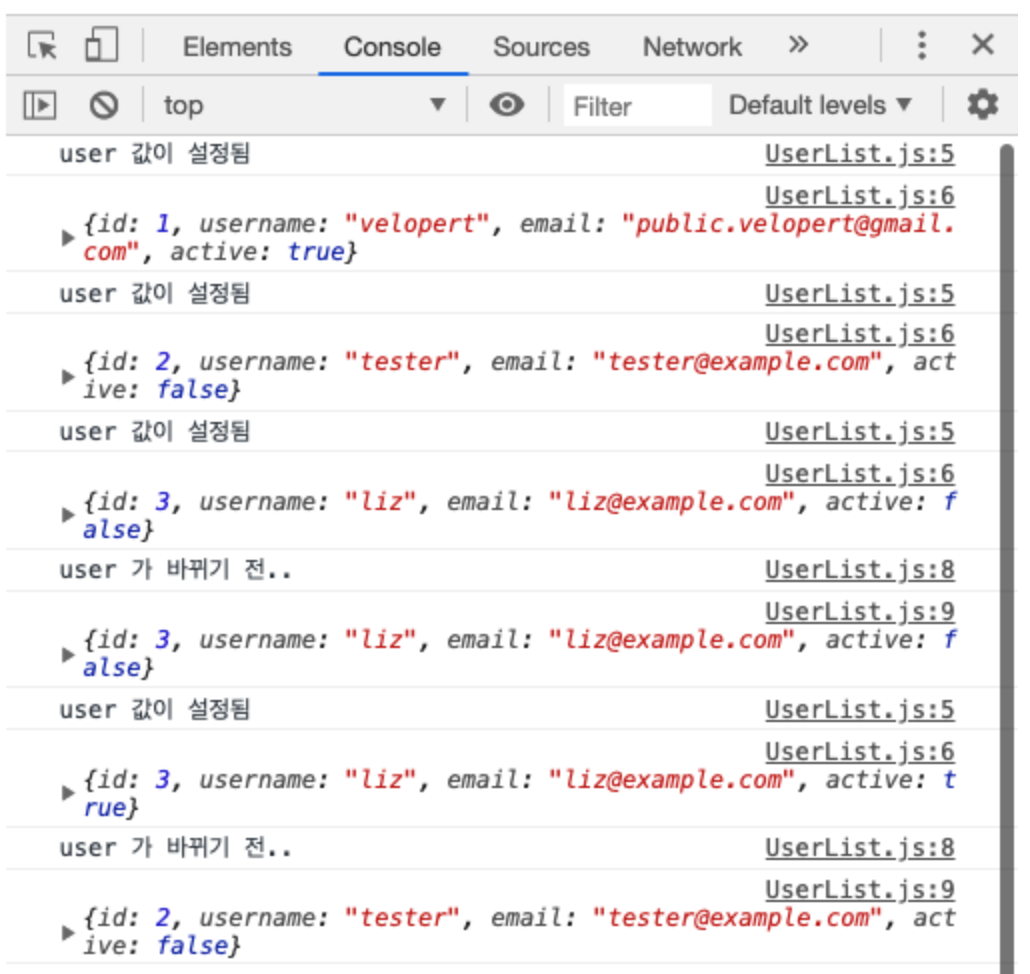 Elements Console Sources Network »
top Filter Default levels
user 값이 설정됨 UserList.js:5
UserList.js:6
{id: 1, username: "velopert", email: "public.velopert@gmail.
com", active: true}
user 값이 설정됨 UserList.js:5
UserList.js:6
{id: 2, username: "tester", email: "tester@example.com", act
ive: false}
user 값이 설정됨 UserList.js:5
UserList.js:6
{id: 3, username: "liz", email: "liz@example.com", active: f
alse}
user 가 바뀌기 전.. UserList.js:8
UserList.js:9
{id: 3, username: "liz", email: "liz@example.com", active: f
alse}
user 값이 설정됨 UserList.js:5
UserList.js:6
{id: 3, username: "liz", email: "liz@example.com", active: t
rue}
user 가 바뀌기 전.. UserList.js:8
UserList.js:9
{id: 2, username: "tester", email: "tester@example.com", act
ive: false}